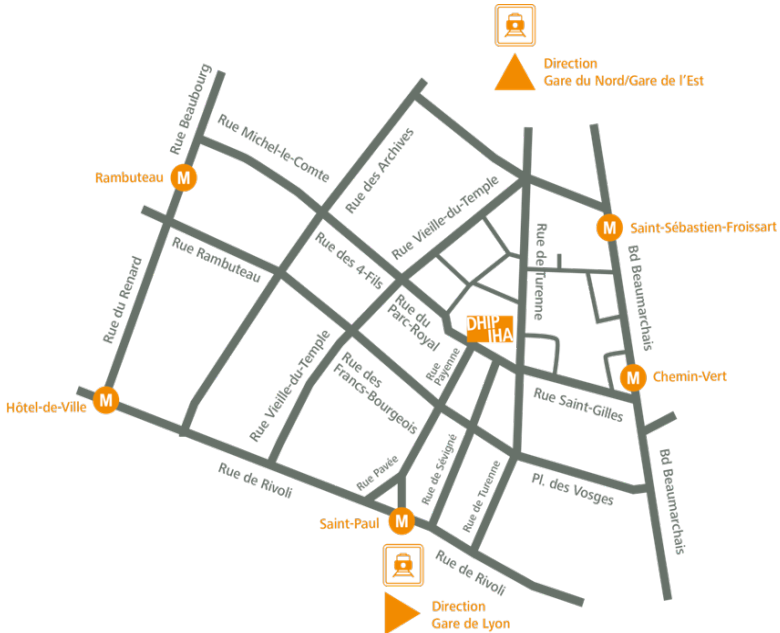 Direction
Gare du Nord/Gare de l'Est
Rue Beaubourg
Rue Michel-le-Comte
Rue des Archives
Rambuteau
M
Rue Vieille-du-Temple
Rue de Turenne
M
Saint-Sébastien-Froissart
Rue Rambuteau
Rue des 4-Fils
Bd Beaumarchais
Rue du Renard
Rue du
Parc-Royal
DHIP
IHA
Rue Vieille-du-Temple
Rue des
Francs-Bourgeois
Rue
Payenne
M
Chemin-Vert
Hôtel-de-Ville
M
Rue Saint-Gilles
Rue de Rivoli
Rue Pavée
Rue de Sévigné
Rue de Turenne
Pl. des Vosges
Bd Beaumarchais
Saint-Paul
M
Rue de Rivoli
Direction
Gare de Lyon